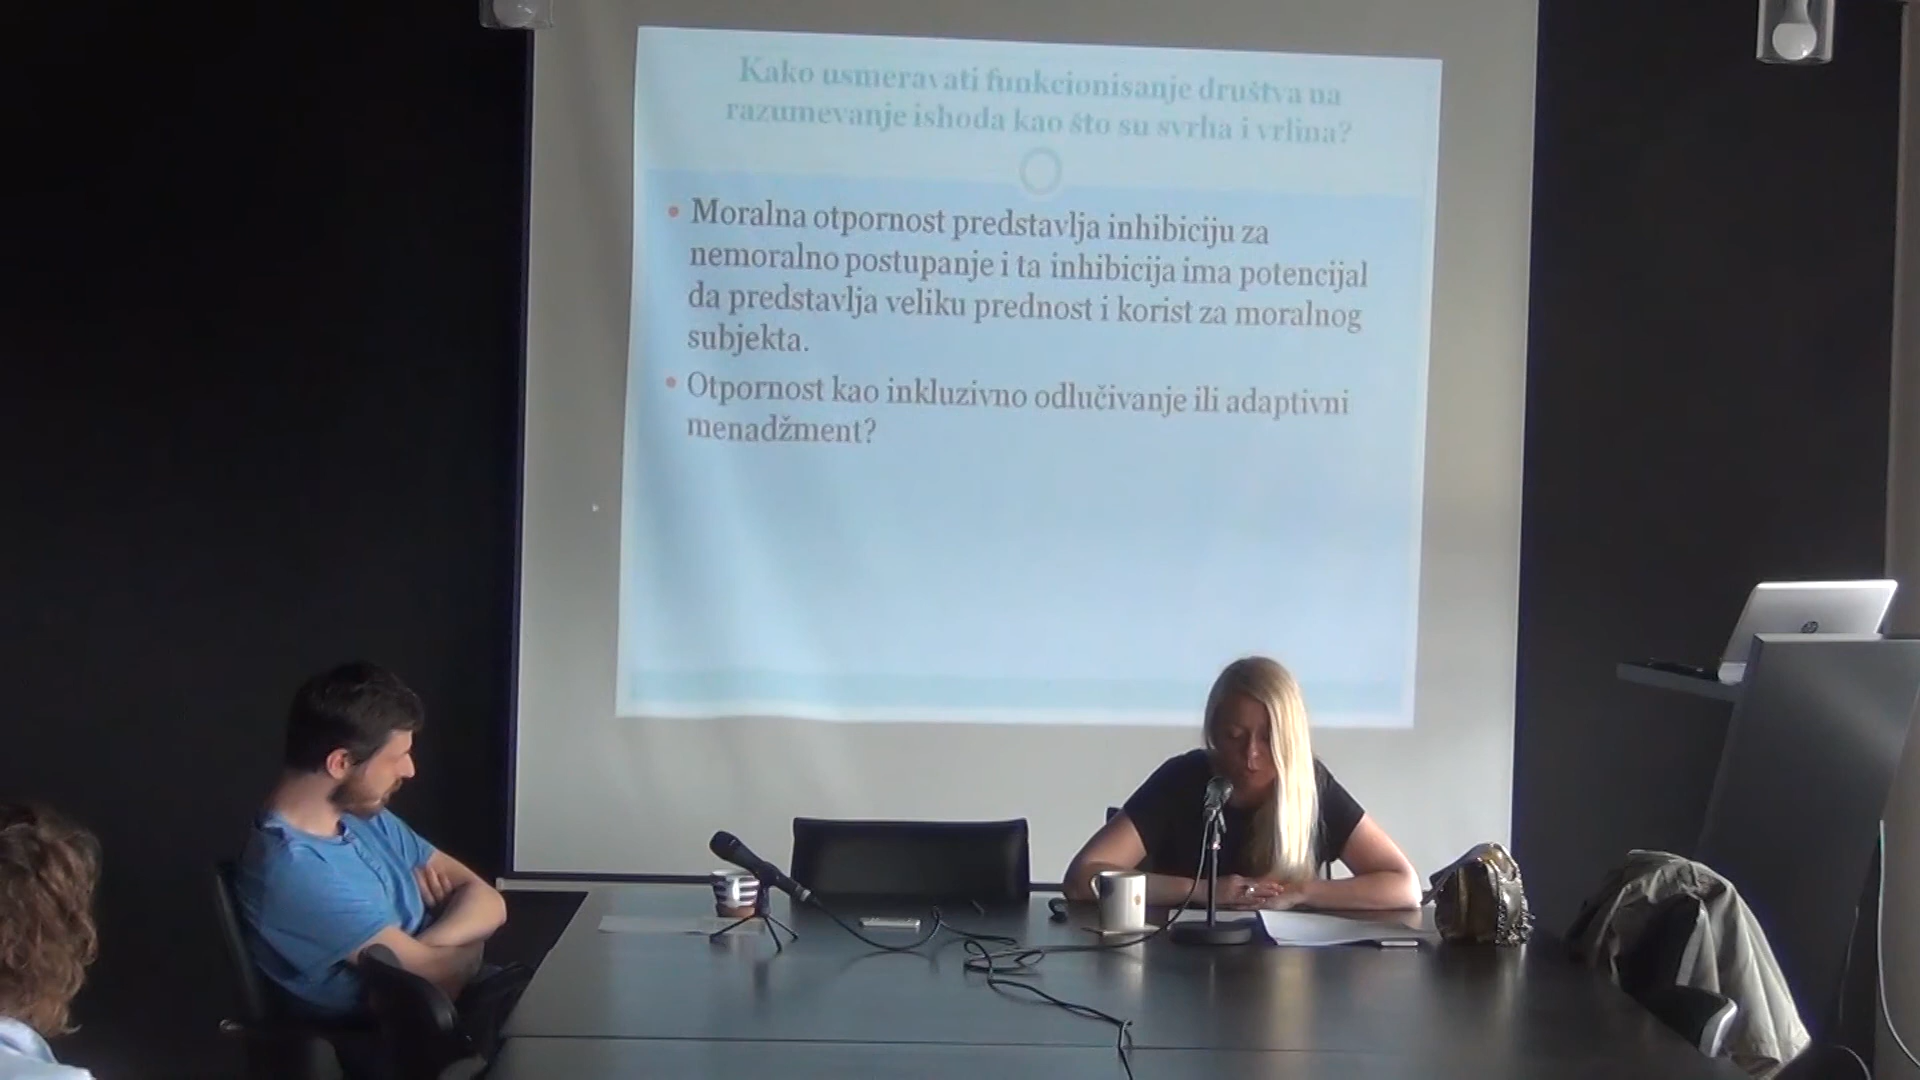 Kako usmeravati funkcionisanje društva na
razumevanje ishoda kao što su svrha i vrlina?
• Moralna otpornost predstavlja inhibiciju za
nemoralno postupanje i ta inhibicija ima potencijal
da predstavlja veliku prednost i korist za moralnog
subjekta.
• Otpornost kao inkluzivno odlučivanje ili adaptivni
menadžment?
hp